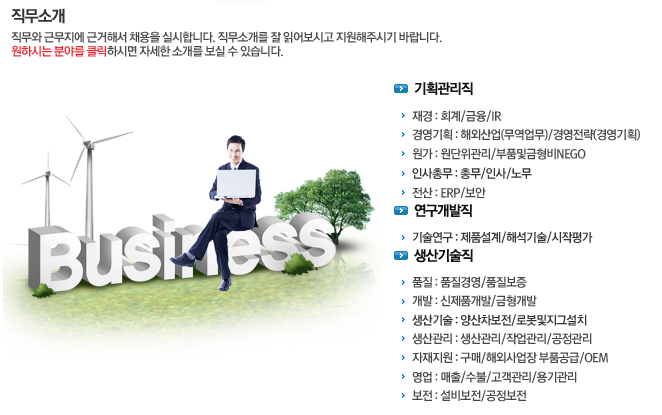 직무소개
직무와 근무지에 근거해서 채용을 실시합니다. 직무소개를 잘 읽어보시고 지원해주시기 바랍니다.
원하시는 분야를 클릭하시면 자세한 소개를 보실 수 있습니다.
Business
기획관리직
재경 : 회계/금융/IR
경영기획 : 해외산업(무역업무)/경영전략(경영기획)
원가 : 원단위관리/부품및금형비NEGO
인사총무 : 총무/인사/노무
전산 : ERP/보안
연구개발직
기술연구 : 제품설계/해석기술/시작평가
생산기술직
품질 : 품질경영/품질보증
개발 : 신제품개발/금형개발
생산기술 : 양산차보전/로봇및지그설치
생산관리 : 생산관리/작업관리/공정관리
자재지원 : 구매/해외사업장 부품공급/OEM
영업 : 매출/수불/고객관리/용기관리
보전 : 설비보전/공정보전